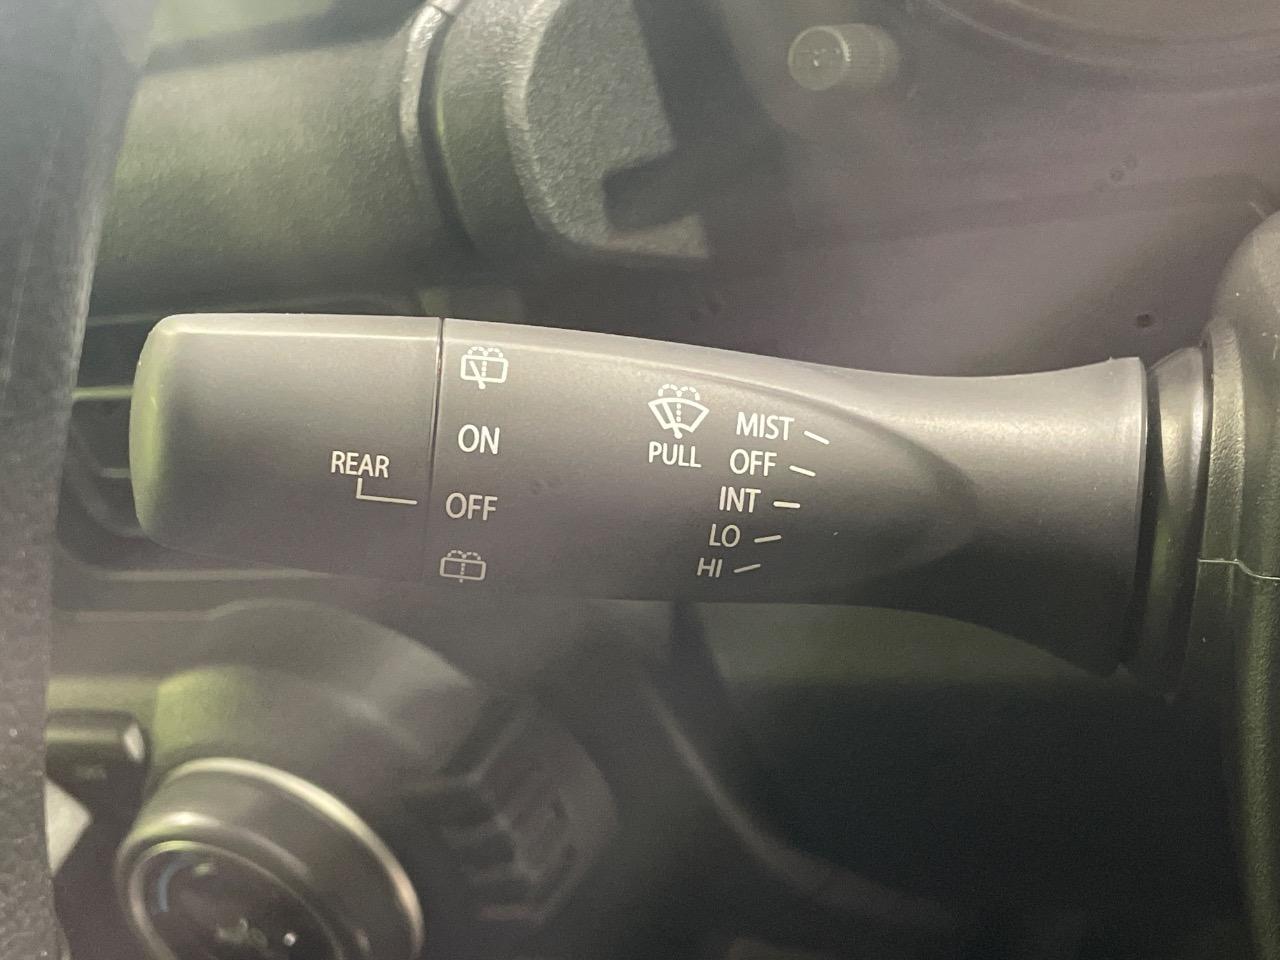 ON
REAR
OFF
PULL
MIST
OFF
INT
LO
HI